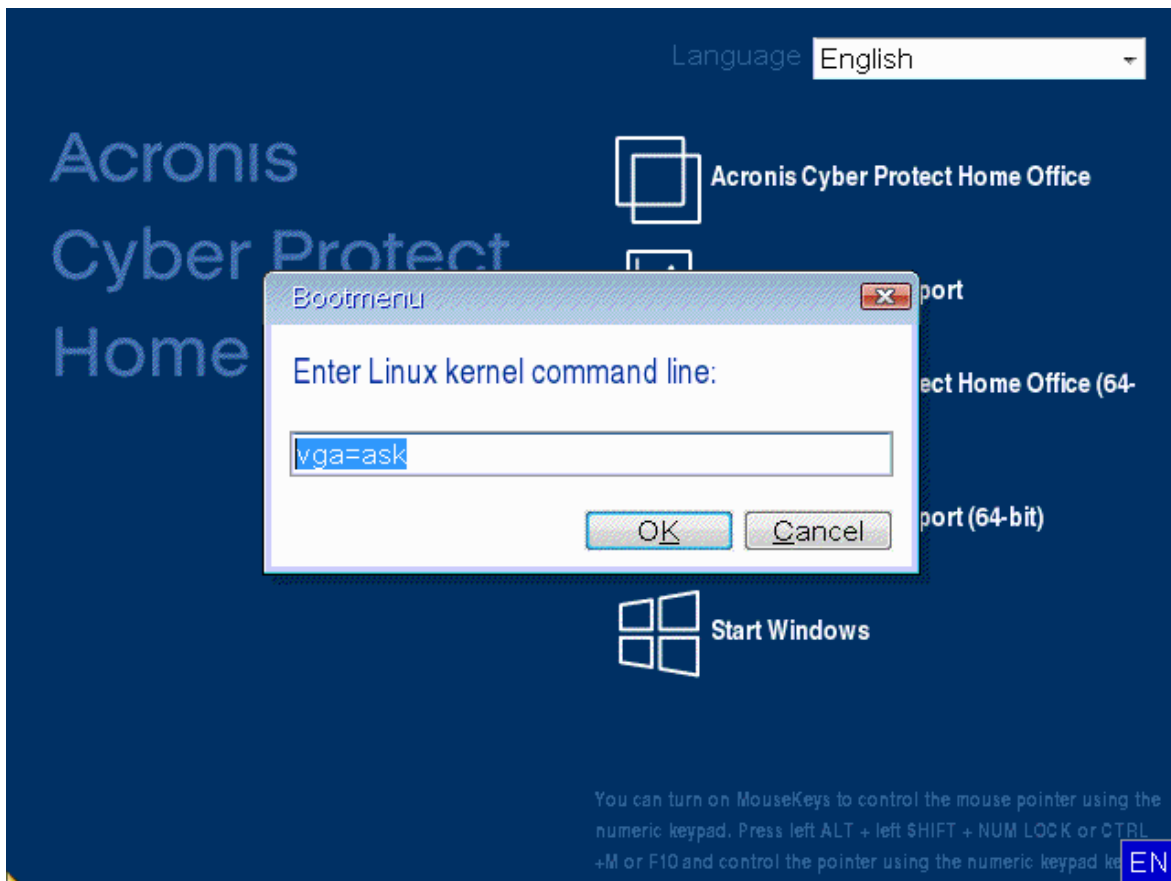 Language English
Acronis
Cyber Protect
Home
Acronis Cyber Protect Home Office
port
ect Home Office (64-
port (64-bit)
Start Windows
Bootmenu
Enter Linux kernel command line:
vga=ask
OK Cancel
You can turn on MouseKeys to control the mouse pointer using the
numeric keypad. Press left ALT + left SHIFT + NUM LOCK or CTRL
+M or F10 and control the pointer using the numeric keypad ke
EN